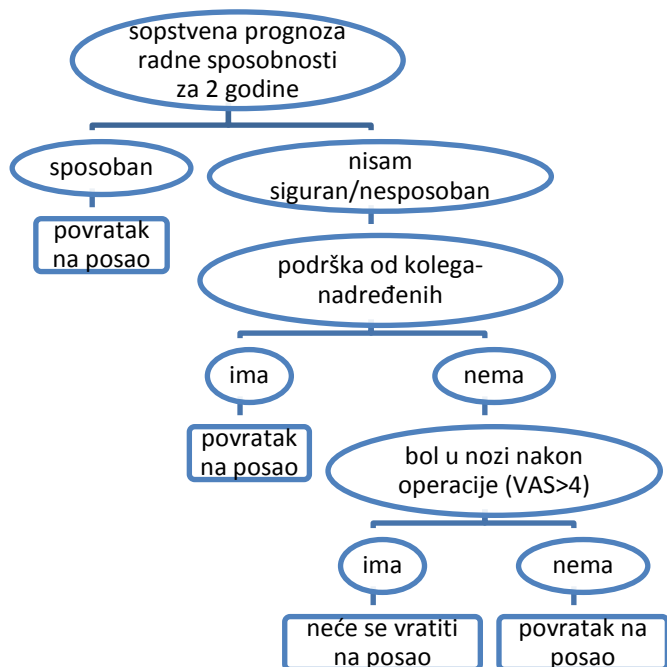 sopstvena prognoza
radne sposobnosti
za 2 godine
sposoban
nisam
siguran/nesposoban
povratak
na posao
podrška od kolega-
nadređenih
ima
nema
povratak
na posao
bol u nozi nakon
operacije (VAS>4)
ima
nema
neće se vratiti
na posao
povratak na
posao